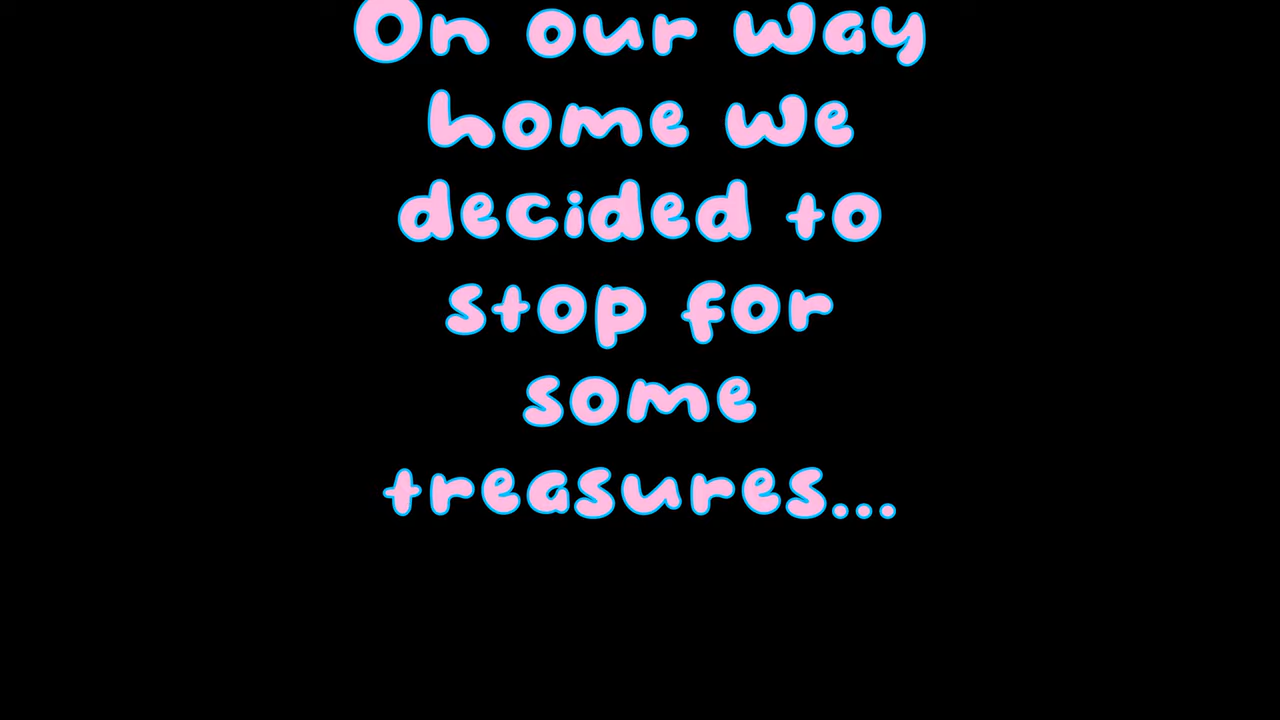 On our way
home we
decided to
stop for
some
treasures...